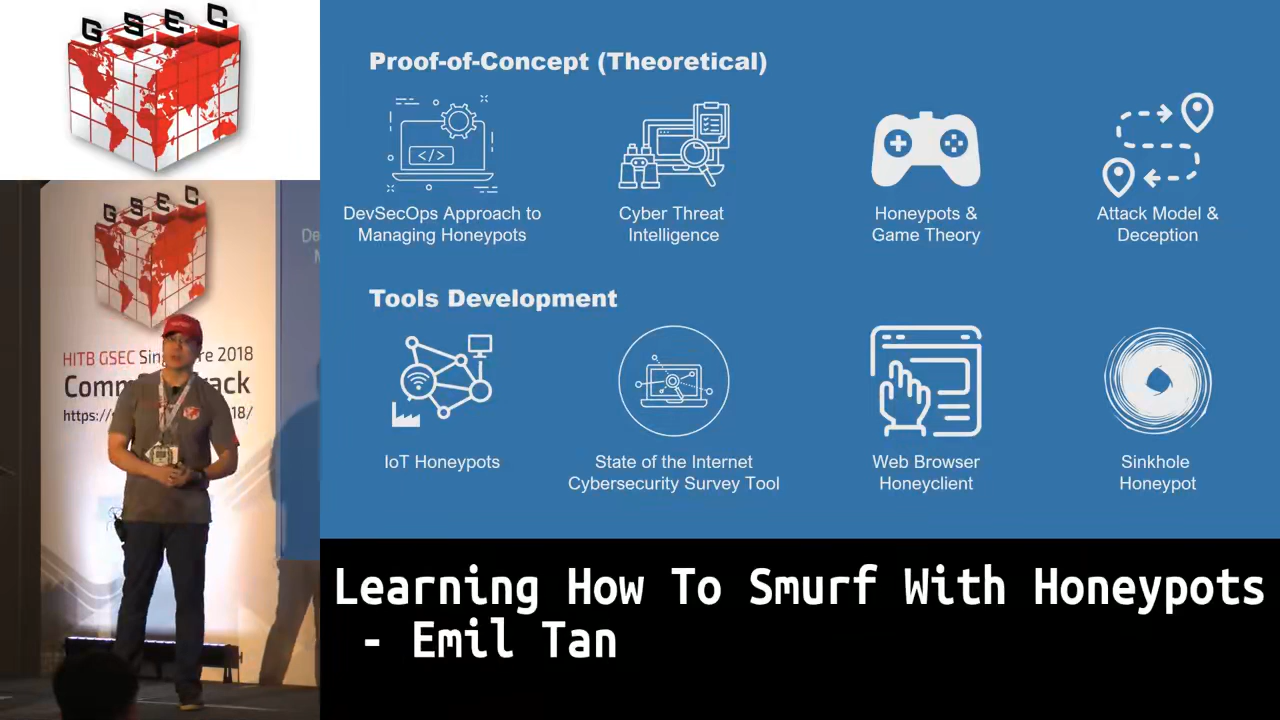 GSEC
GSEC
HITB GSEC Sin re 2018
Comm ack
https:// 18/
De
Proof-of-Concept (Theoretical)
</>
DevSecOps Approach to
Managing Honeypots
Cyber Threat
Intelligence
Honeypots &
Game Theory
Attack Model &
Deception
Tools Development
IoT Honeypots
State of the Internet
Cybersecurity Survey Tool
Web Browser
Honeyclient
Sinkhole
Honeypot
Learning How To Smurf With Honeypots
- Emil Tan